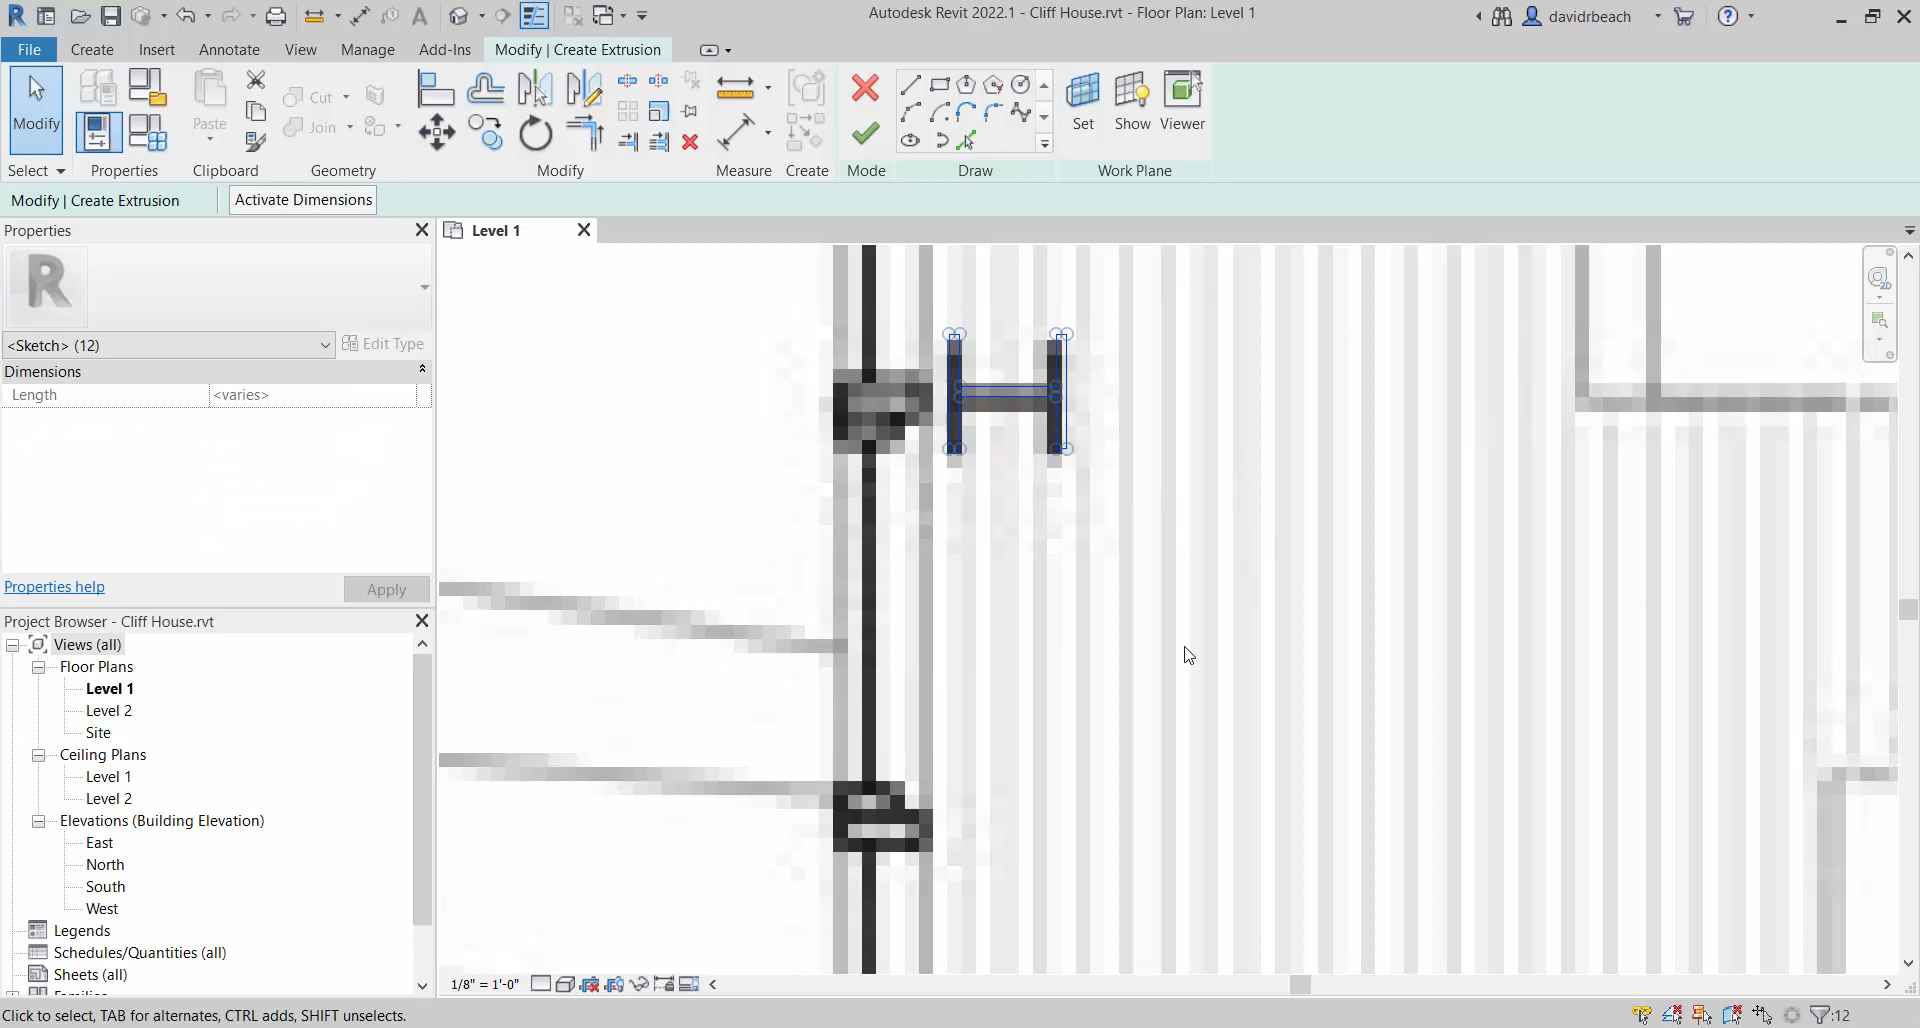 Autodesk Revit 2022.1 - Cliff House.rvt - Floor Plan: Level 1
davidrbeach
File
Create
Insert
Annotate
View
Manage
Add-Ins
Modify | Create Extrusion
Modify
Paste
Cut
Join
Set
Show
Viewer
Select
Properties
Clipboard
Geometry
Modify
Measure
Create
Mode
Draw
Work Plane
Modify | Create Extrusion
Activate Dimensions
Properties
Level 1
<Sketch> (12)
Edit Type
Dimensions
Length
<varies>
Properties help
Apply
Project Browser - Cliff House.rvt
Views (all)
Floor Plans
Level 1
Level 2
Site
Ceiling Plans
Level 1
Level 2
Elevations (Building Elevation)
East
North
South
West
Legends
Schedules/Quantities (all)
Sheets (all)
1/8" = 1'-0"
Click to select, TAB for alternates, CTRL adds, SHIFT unselects.
:12